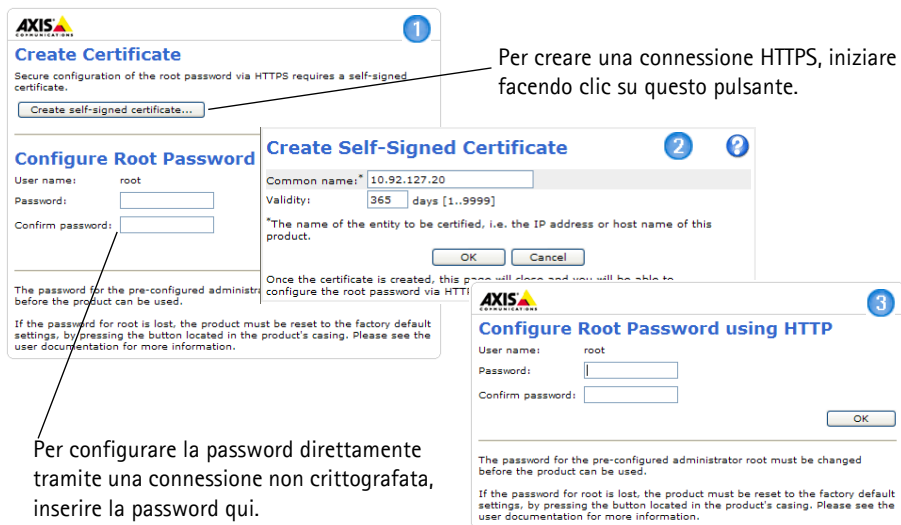 AXIS
COMMUNICATIONS
1
Create Certificate
Secure configuration of the root password via HTTPS requires a self-signed
certificate.
Create self-signed certificate...
Per creare una connessione HTTPS, iniziare
facendo clic su questo pulsante.
Configure Root Password
User name: root
Password:
Confirm password:
The password for the pre-configured administra
before the product can be used.
If the password for root is lost, the product must be reset to the factory default
settings, by pressing the button located in the product's casing. Please see the
user documentation for more information.
Create Self-Signed Certificate
2
?
Common name:* 10.92.127.20
Validity: 365 days [1..9999]
*The name of the entity to be certified, i.e. the IP address or host name of this
product.
OK Cancel
Once the certificate is created, this page will close and you will be able to
configure the root password via HTTP
AXIS
COMMUNICATIONS
3
Configure Root Password using HTTP
User name: root
Password:
Confirm password:
OK
The password for the pre-configured administrator root must be changed
before the product can be used.
If the password for root is lost, the product must be reset to the factory default
settings, by pressing the button located in the product's casing. Please see the
user documentation for more information.
Per configurare la password direttamente
tramite una connessione non crittografata,
inserire la password qui.